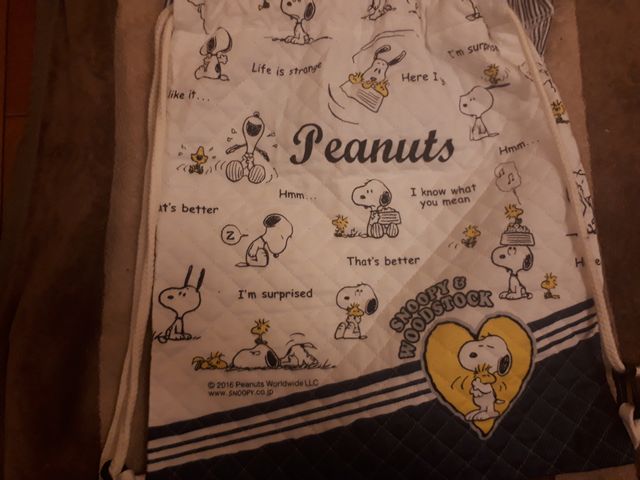 I'm surprise
Life is strange
Here I
like it...
Peanuts
Hmm...
Hmm...
I know what
you mean
at's better
Z
That's better
I'm surprised
SNOOPY &
WOODSTOCK
© 2016 Peanuts Worldwide LLC
www.SNOOPY.co.jp